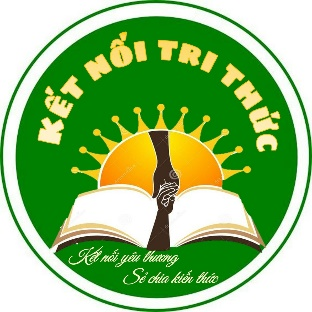 KẾT NỐI TRI THỨC
Kết nối yêu thương
Sẻ chia kiến thức